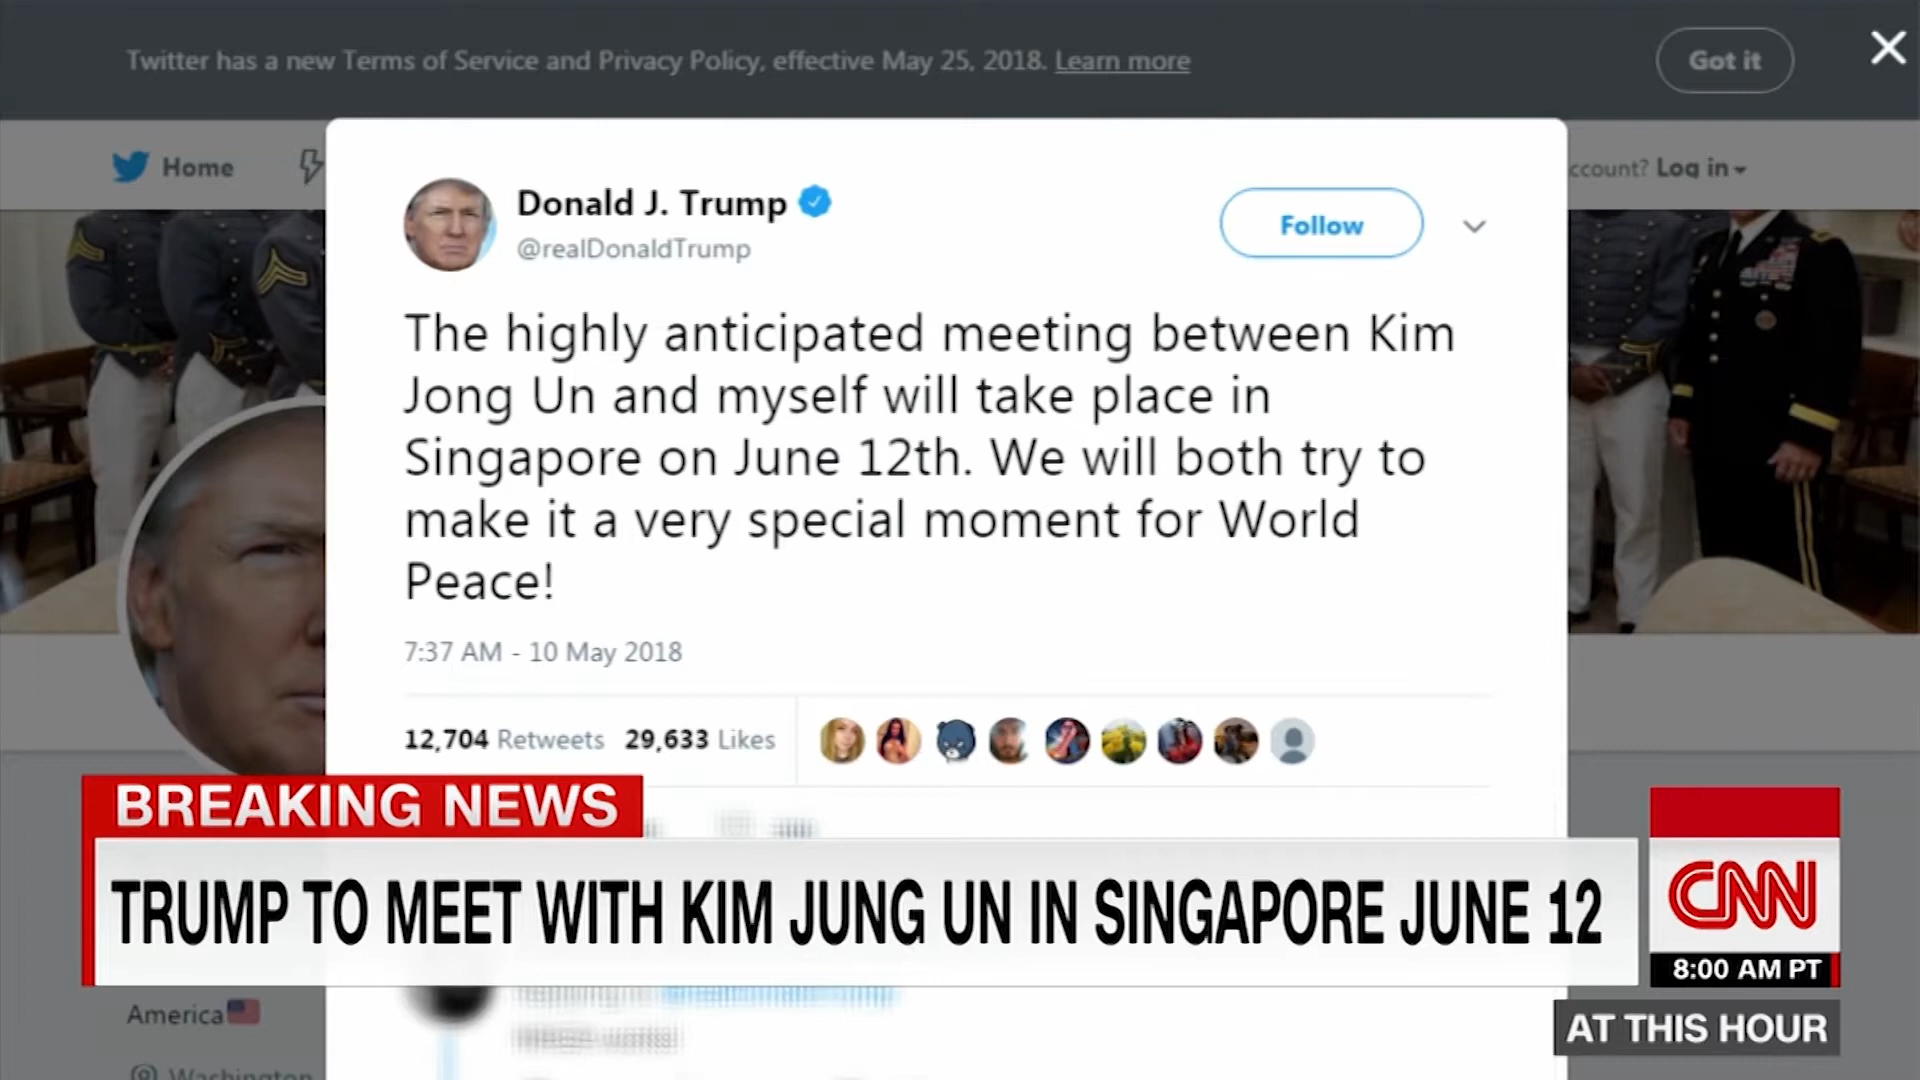 Twitter has a new Terms of Service and Privacy Policy, effective May 25, 2018. Learn more
Got it
Home
ccount? Log in
Donald J. Trump
@realDonaldTrump
Follow
The highly anticipated meeting between Kim
Jong Un and myself will take place in
Singapore on June 12th. We will both try to
make it a very special moment for World
Peace!
7:37 AM - 10 May 2018
12,704 Retweets 29,633 Likes
BREAKING NEWS
TRUMP TO MEET WITH KIM JUNG UN IN SINGAPORE JUNE 12
CNN
8:00 AM PT
America
AT THIS HOUR
Washington